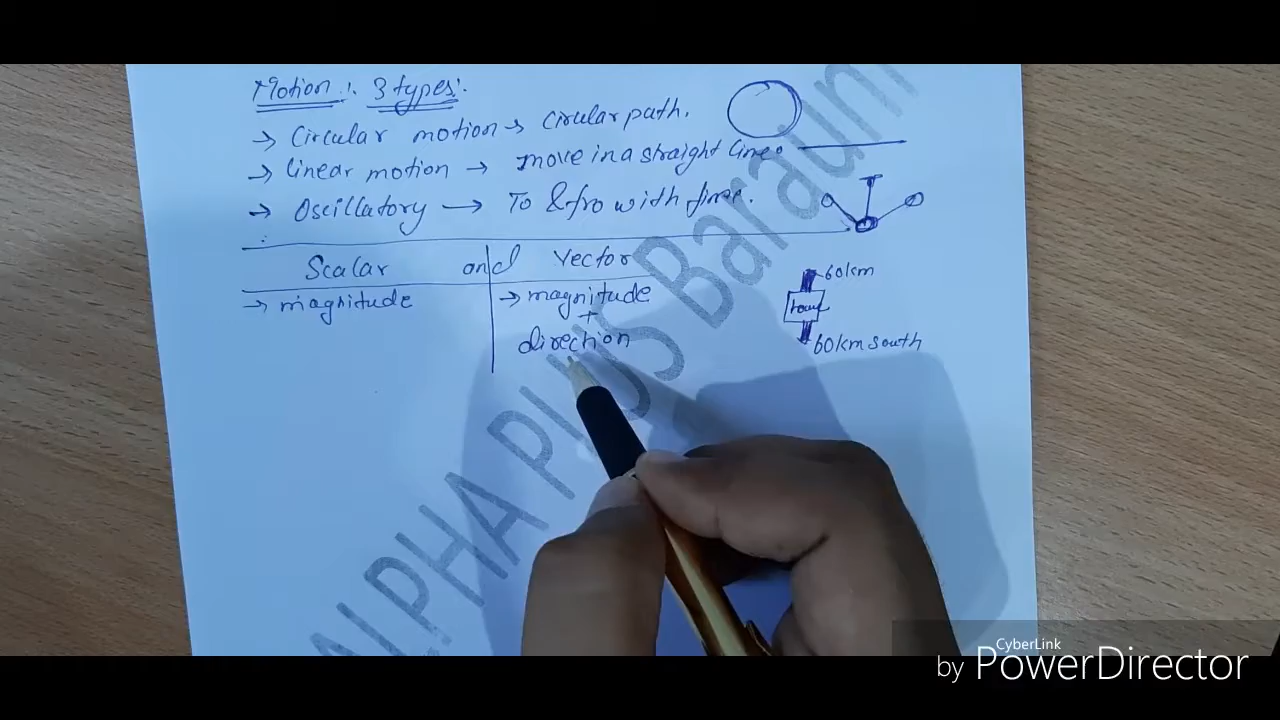 Motion :. 3 types:.
→ Circular motion → circular path.
→ linear motion → move in a straight line.
→ Oscillatory → To & fro with
Scalar and Vector
→ magnitude
→ magnitude
+
direction
60km
60km south
ALPHA PLUS Barauni
CyberLink
by PowerDirector